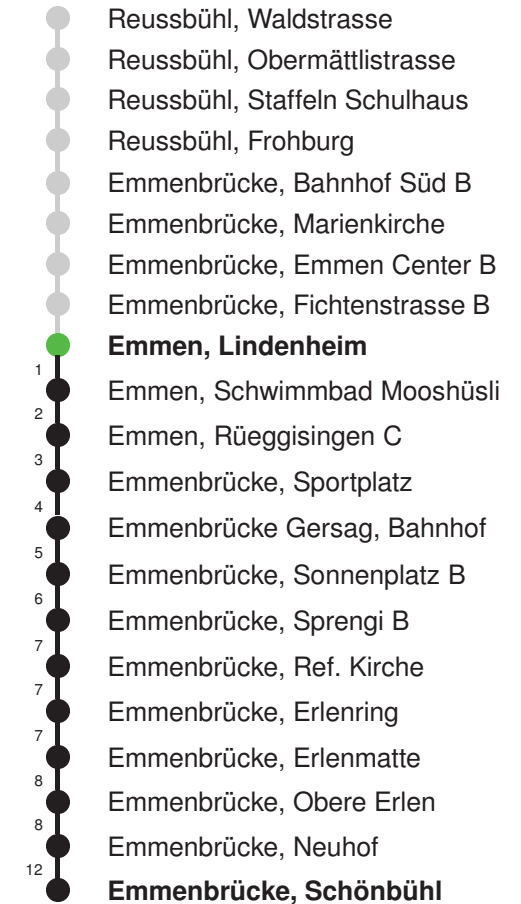 Reussbühl, Waldstrasse
Reussbühl, Obermättlistrasse
Reussbühl, Staffeln Schulhaus
Reussbühl, Frohburg
Emmenbrücke, Bahnhof Süd B
Emmenbrücke, Marienkirche
Emmenbrücke, Emmen Center B
Emmenbrücke, Fichtenstrasse B
Emmen, Lindenheim
1 Emmen, Schwimmbad Mooshüsli
2 Emmen, Rüeggisingen C
3 Emmenbrücke, Sportplatz
4 Emmenbrücke Gersag, Bahnhof
5 Emmenbrücke, Sonnenplatz B
6 Emmenbrücke, Sprengi B
7 Emmenbrücke, Ref. Kirche
7 Emmenbrücke, Erlenring
7 Emmenbrücke, Erlenmatte
8 Emmenbrücke, Obere Erlen
8 Emmenbrücke, Neuhof
12 Emmenbrücke, Schönbühl